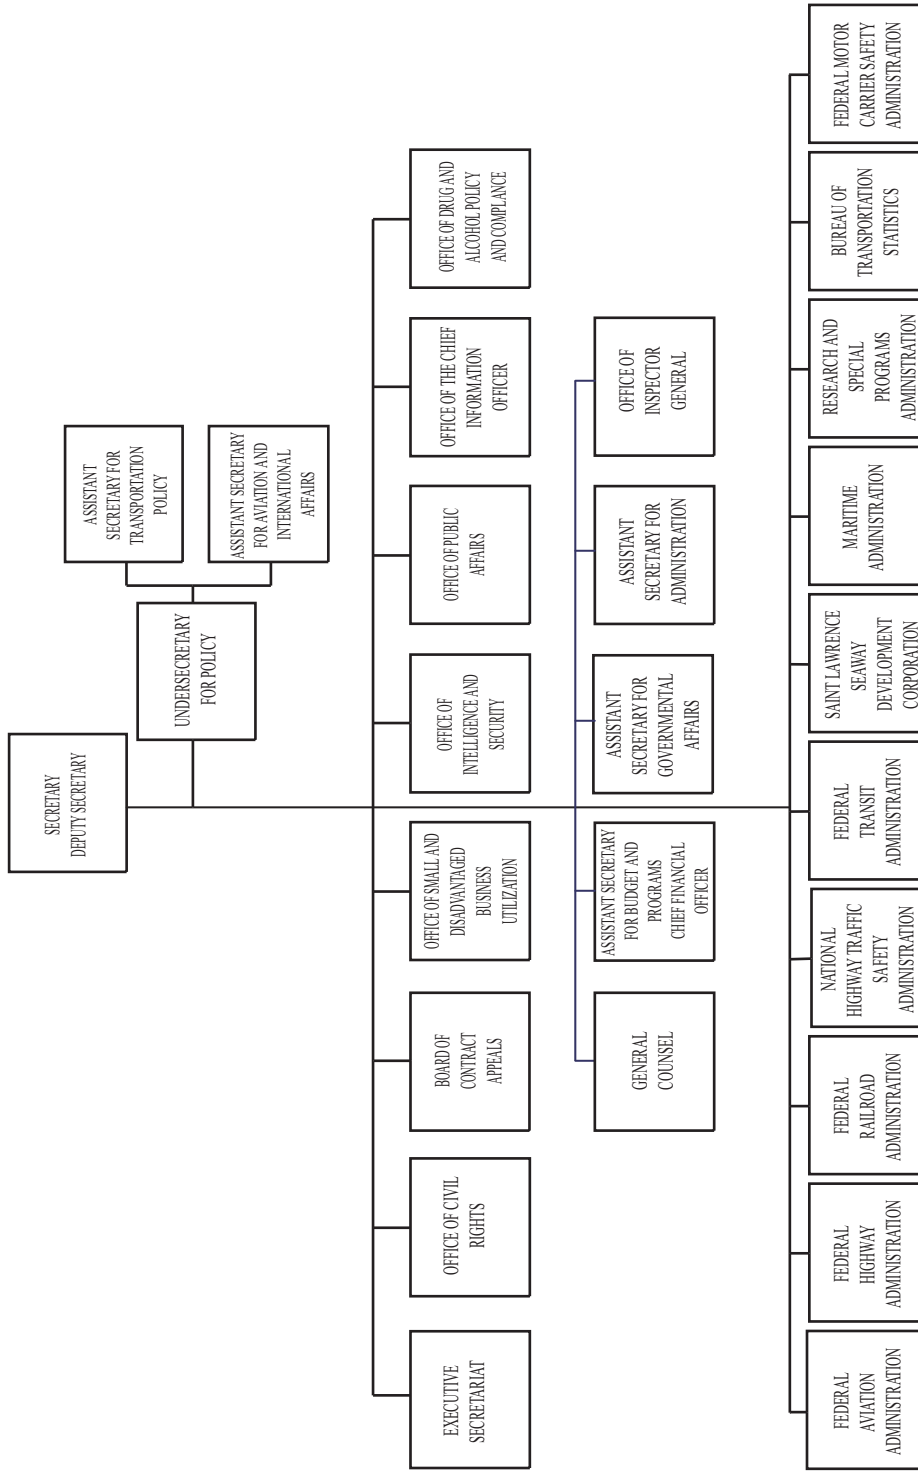 SECRETARY
DEPUTY SECRETARY
UNDERSECRETARY
FOR POLICY
ASSISTANT
SECRETARY FOR
TRANSPORTATION
POLICY
ASSISTANT SECRETARY
FOR AVIATION AND
INTERNATIONAL
AFFAIRS
EXECUTIVE
SECRETARIAT
OFFICE OF CIVIL
RIGHTS
BOARD OF
CONTRACT
APPEALS
OFFICE OF SMALL AND
DISADVANTAGED
BUSINESS
UTILIZATION
OFFICE OF
INTELLIGENCE AND
SECURITY
OFFICE OF PUBLIC
AFFAIRS
OFFICE OF THE CHIEF
INFORMATION
OFFICER
OFFICE OF DRUG AND
ALCOHOL POLICY
AND COMPLANCE
GENERAL
COUNSEL
ASSISTANT SECRETARY
FOR BUDGET AND
PROGRAMS
CHIEF FINANCIAL
OFFICER
ASSISTANT
SECRETARY FOR
GOVERNMENTAL
AFFAIRS
ASSISTANT
SECRETARY FOR
ADMINISTRATION
OFFICE OF
INSPECTOR
GENERAL
FEDERAL
AVIATION
ADMINISTRATION
FEDERAL
HIGHWAY
ADMINISTRATION
FEDERAL
RAILROAD
ADMINISTRATION
NATIONAL
HIGHWAY TRAFFIC
SAFETY
ADMINISTRATION
FEDERAL
TRANSIT
ADMINISTRATION
SAINT LAWRENCE
SEAWAY
DEVELOPMENT
CORPORATION
MARITIME
ADMINISTRATION
RESEARCH AND
SPECIAL
PROGRAMS
ADMINISTRATION
BUREAU OF
TRANSPORTATION
STATISTICS
FEDERAL MOTOR
CARRIER SAFETY
ADMINISTRATION